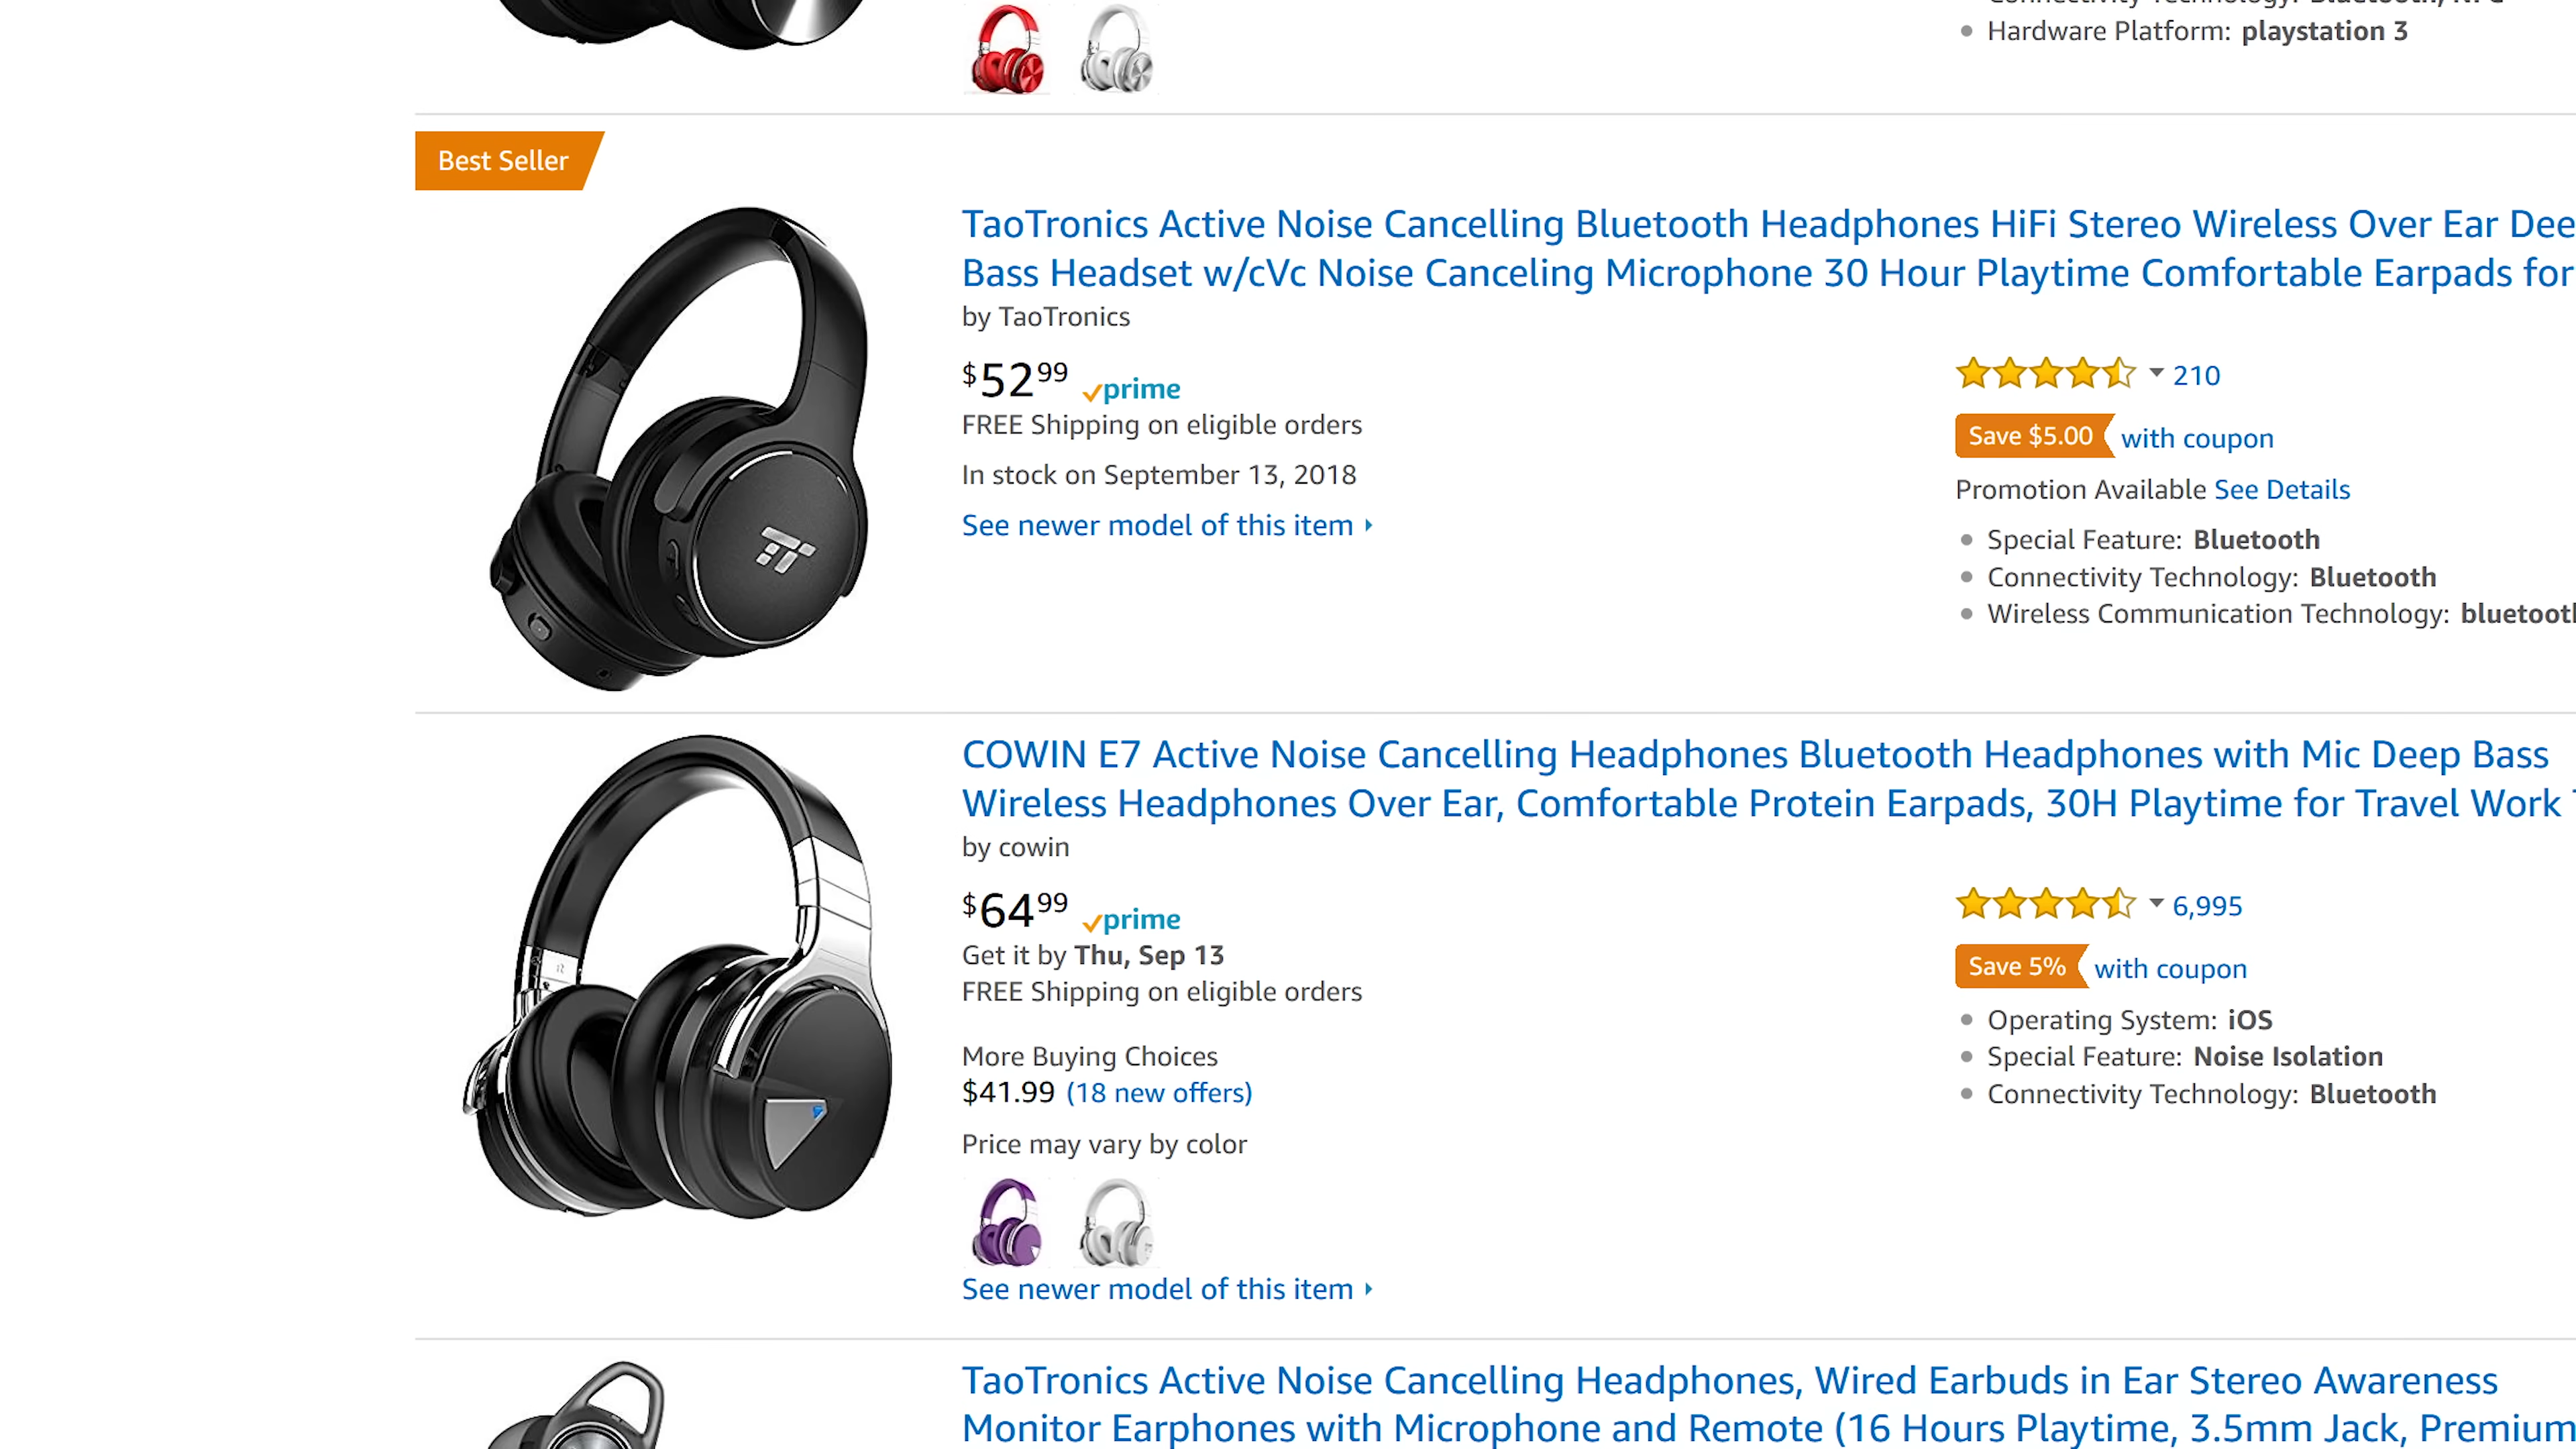 Hardware Platform: playstation 3
Best Seller
TaoTronics Active Noise Cancelling Bluetooth Headphones HiFi Stereo Wireless Over Ear Dee
Bass Headset w/cVc Noise Canceling Microphone 30 Hour Playtime Comfortable Earpads for
by TaoTronics
$52 99 prime
FREE Shipping on eligible orders
In stock on September 13, 2018
See newer model of this item
210
Save $5.00 with coupon
Promotion Available See Details
Special Feature: Bluetooth
Connectivity Technology: Bluetooth
Wireless Communication Technology: bluetooth
COWIN E7 Active Noise Cancelling Headphones Bluetooth Headphones with Mic Deep Bass
Wireless Headphones Over Ear, Comfortable Protein Earpads, 30H Playtime for Travel Work
by cowin
$64 99 prime
Get it by Thu, Sep 13
FREE Shipping on eligible orders
More Buying Choices
$41.99 (18 new offers)
Price may vary by color
See newer model of this item
6,995
Save 5% with coupon
Operating System: iOS
Special Feature: Noise Isolation
Connectivity Technology: Bluetooth
TaoTronics Active Noise Cancelling Headphones, Wired Earbuds in Ear Stereo Awareness
Monitor Earphones with Microphone and Remote (16 Hours Playtime, 3.5mm Jack, Premium